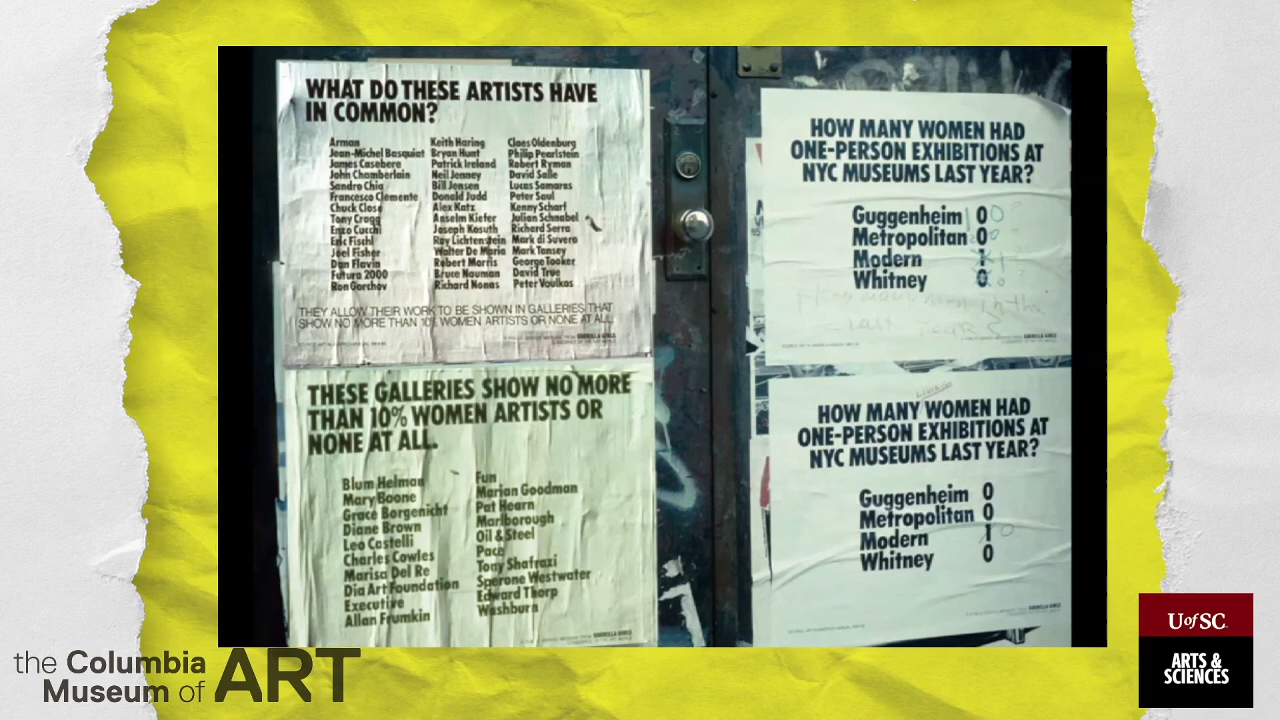 WHAT DO THESE ARTISTS HAVE
IN COMMON?
Arman
Jean-Michel Basquiat
James Casebere
John Chamberlain
Sandro Chia
Francesco Clemente
Chuck Close
Tony Cragg
Enzo Cucchi
Eric Fischl
Joel Fisher
Dan Flavin
Futura 2000
Ron Gorchov
Keith Haring
Bryan Hunt
Patrick Ireland
Neil Jenney
Bill Jensen
Donald Judd
Alex Katz
Anselm Kiefer
Joseph Kosuth
Roy Lichtenstein
Walter De Maria
Robert Morris
Bruce Nauman
Richard Nonas
Claes Oldenburg
Philip Pearlstein
Robert Ryman
David Salle
Lucas Samaras
Peter Saul
Kenny Scharf
Julian Schnabel
Richard Serra
Mark di Suvero
Mark Tansey
George Tooker
David True
Peter Voulkos
THEY ALLOW THEIR WORK TO BE SHOWN IN GALLERIES THAT
SHOW NO MORE THAN 10% WOMEN ARTISTS OR NONE AT ALL.
THESE GALLERIES SHOW NO MORE
THAN 10% WOMEN ARTISTS OR
NONE AT ALL.
Blum Helman
Mary Boone
Grace Borgenicht
Diane Brown
Leo Castelli
Charles Cowles
Marisa Del Re
Dia Art Foundation
Executive
Allan Frumkin
Fun
Marian Goodman
Pat Hearn
Marlborough
Oil & Steel
Pace
Tony Shafrazi
Sperone Westwater
Edward Thorp
Washburn
HOW MANY WOMEN HAD
ONE-PERSON EXHIBITIONS AT
NYC MUSEUMS LAST YEAR?
Guggenheim 0
Metropolitan 0
Modern 1
Whitney 0
How many men in the
last year?
HOW MANY WOMEN HAD
ONE-PERSON EXHIBITIONS AT
NYC MUSEUMS LAST YEAR?
Guggenheim 0
Metropolitan 0
Modern 1
Whitney 0
the Columbia
Museum of ART
UofSC
ARTS &
SCIENCES